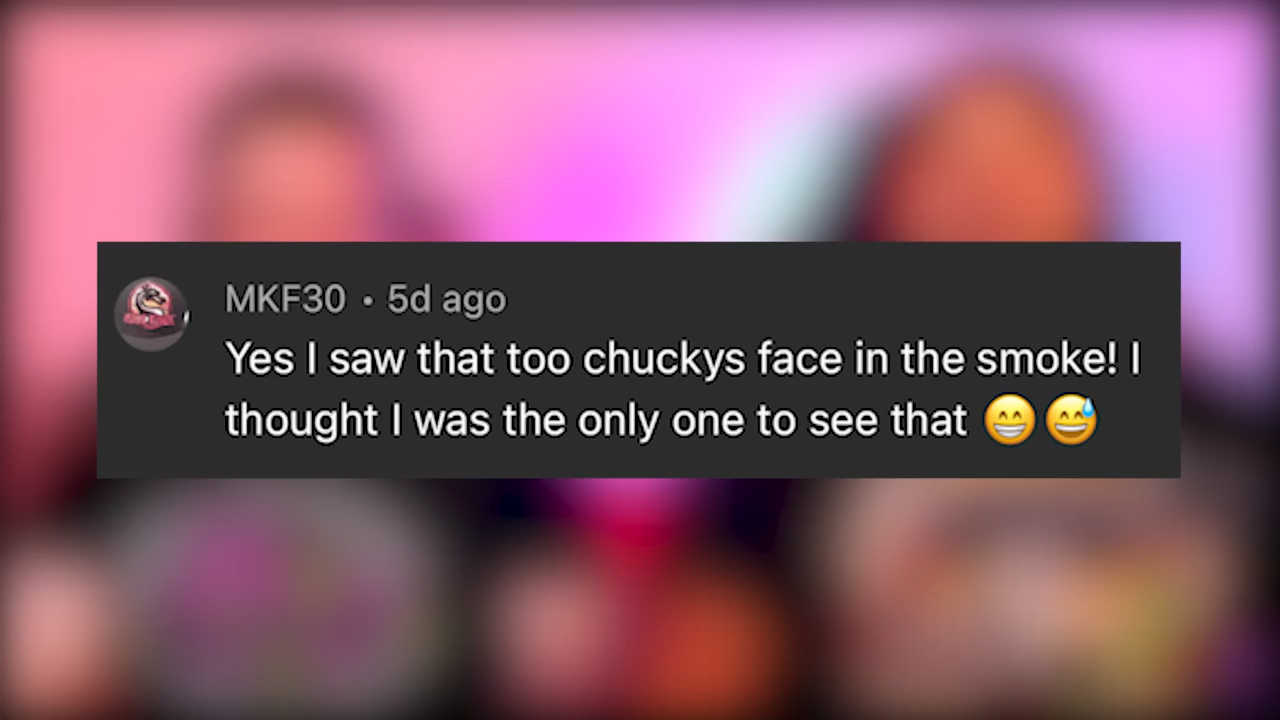 MKF30 • 5d ago
Yes I saw that too chuckys face in the smoke! I
thought I was the only one to see that 😁😅